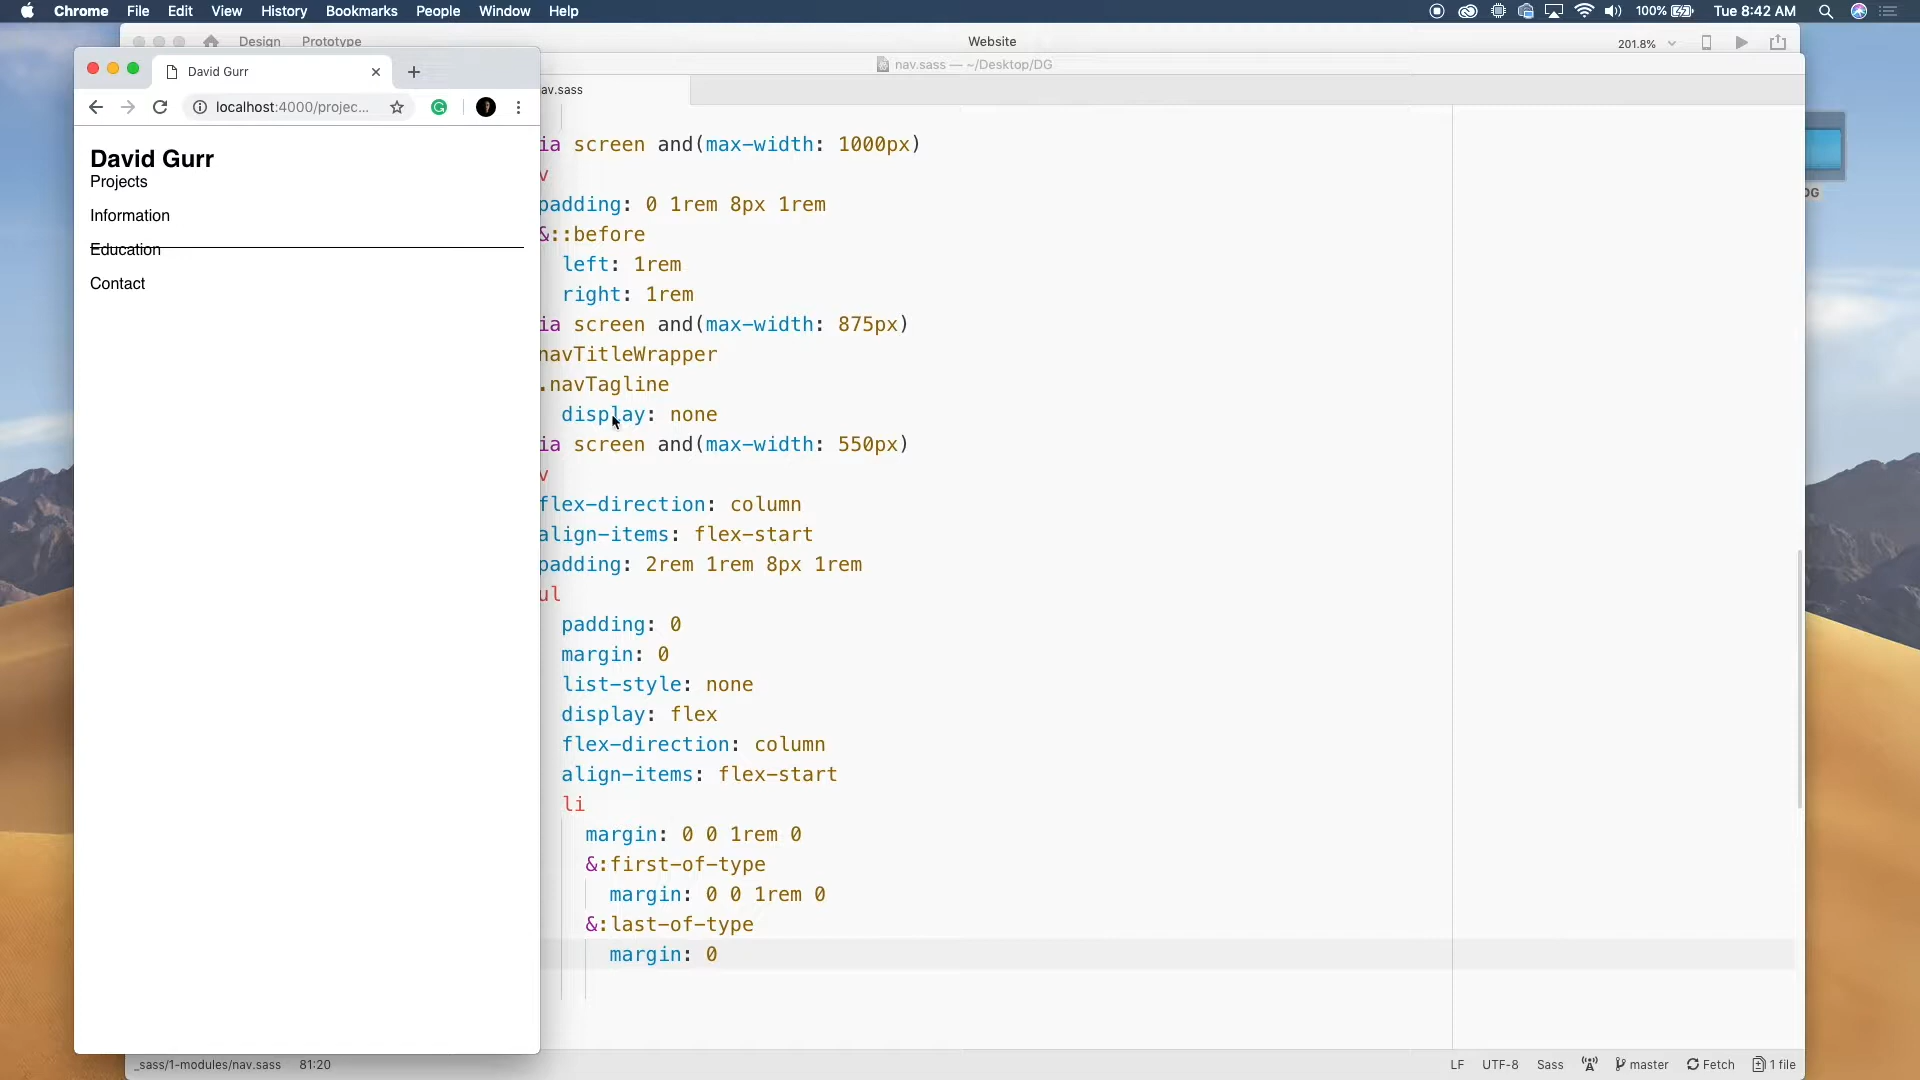 Chrome File Edit View History Bookmarks People Window Help 100% Tue 8:42 AM
Design Prototype Website 201.8%
nav.sass — ~/Desktop/DG
David Gurr
av.sass
localhost:4000/projec...
DG
David Gurr
Projects
Information
Education
Contact
ia screen and(max-width: 1000px)
v
padding: 0 1rem 8px 1rem
&::before
left: 1rem
right: 1rem
ia screen and(max-width: 875px)
navTitleWrapper
.navTagline
display: none
ia screen and(max-width: 550px)
v
flex-direction: column
align-items: flex-start
padding: 2rem 1rem 8px 1rem
ul
padding: 0
margin: 0
list-style: none
display: flex
flex-direction: column
align-items: flex-start
li
margin: 0 0 1rem 0
&:first-of-type
margin: 0 0 1rem 0
&:last-of-type
margin: 0
_sass/1-modules/nav.sass 81:20 LF UTF-8 Sass master Fetch 1 file